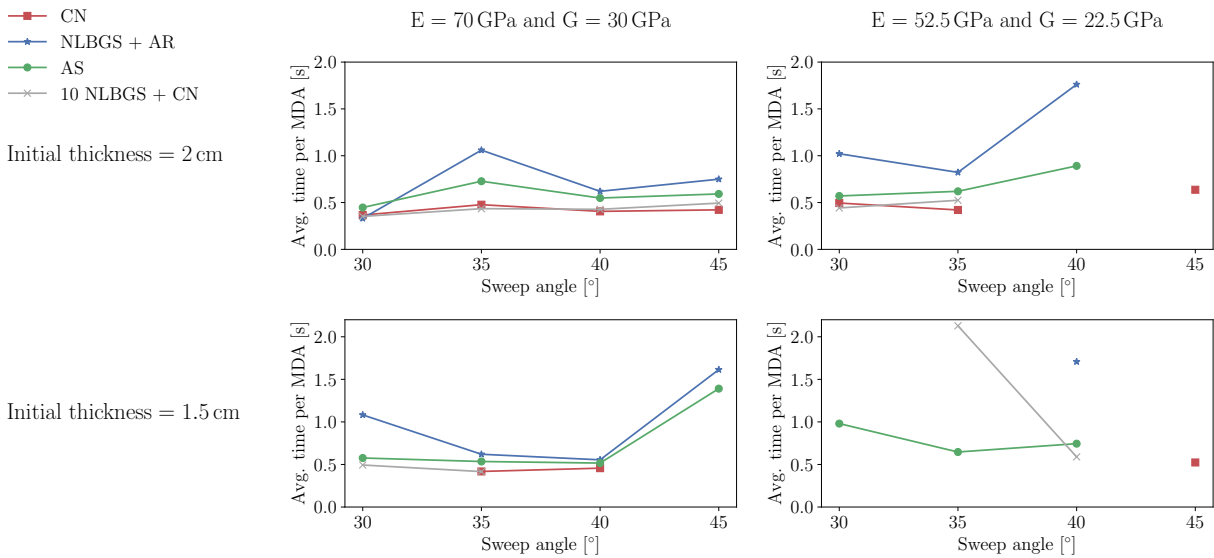 CN
NLBGS + AR
AS
10 NLBGS + CN
E = 70 GPa and G = 30 GPa
E = 52.5 GPa and G = 22.5 GPa
Initial thickness = 2 cm
Avg. time per MDA [s]
2.0
1.5
1.0
0.5
0.0
30 35 40 45
Sweep angle [°]
Avg. time per MDA [s]
2.0
1.5
1.0
0.5
0.0
30 35 40 45
Sweep angle [°]
Initial thickness = 1.5 cm
Avg. time per MDA [s]
2.0
1.5
1.0
0.5
0.0
30 35 40 45
Sweep angle [°]
Avg. time per MDA [s]
2.0
1.5
1.0
0.5
0.0
30 35 40 45
Sweep angle [°]